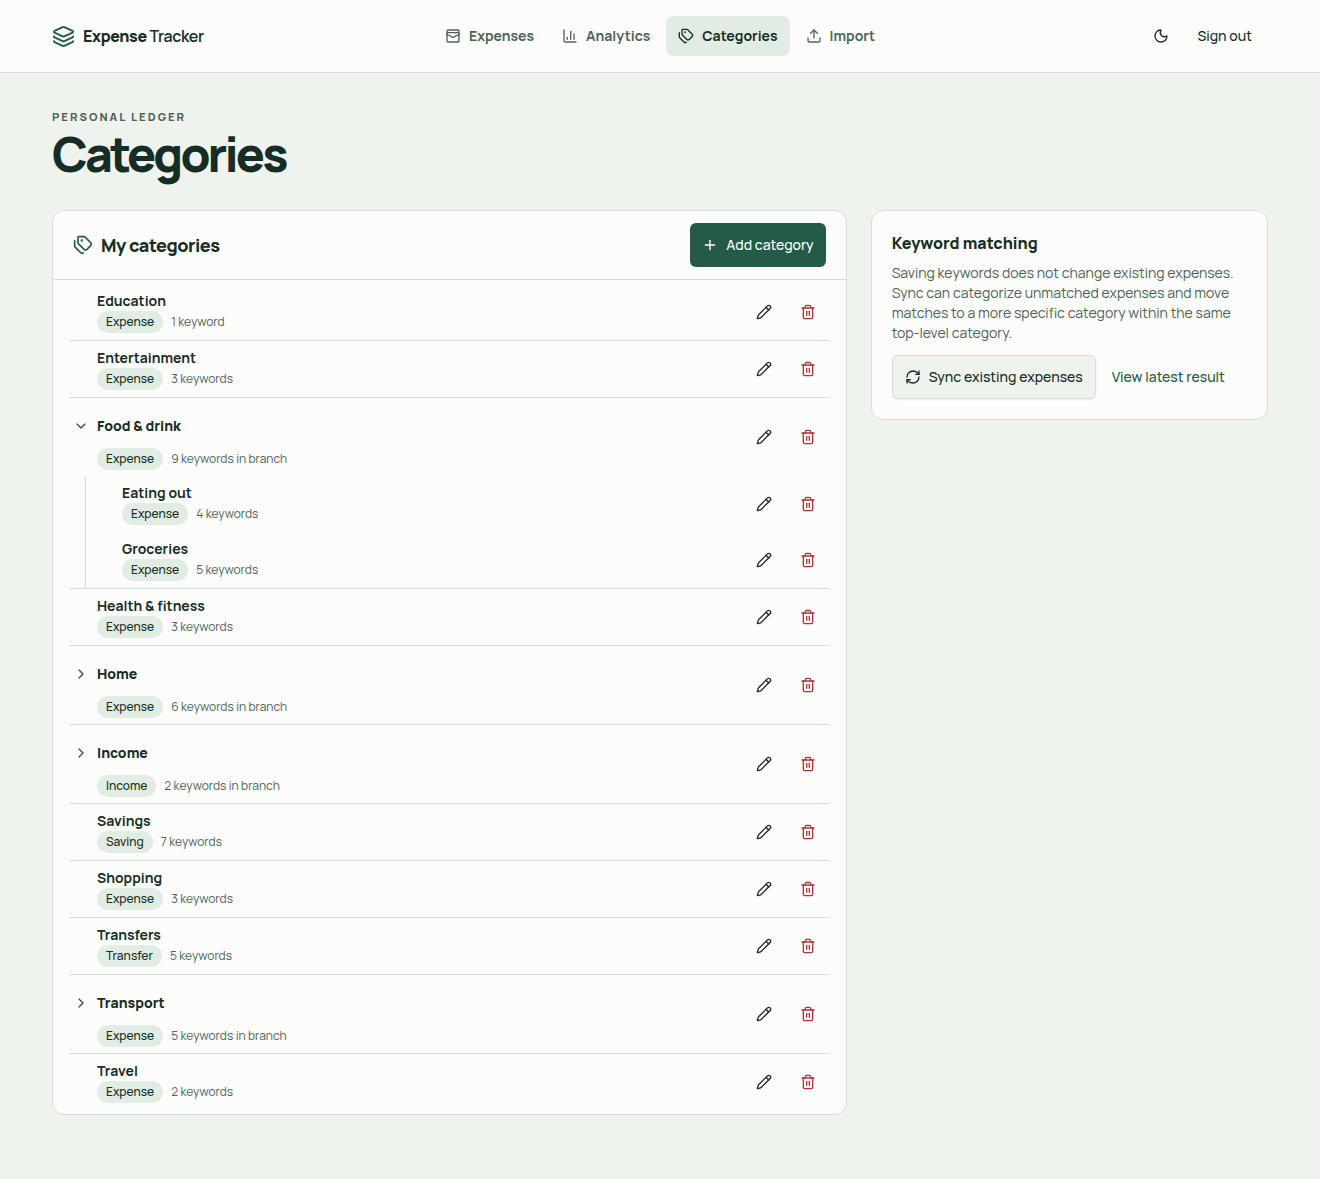 Expense Tracker
Expenses
Analytics
Categories
Import
Sign out
PERSONAL LEDGER
Categories
My categories
Add category
Education
Expense 1 keyword
Entertainment
Expense 3 keywords
Food & drink
Expense 9 keywords in branch
Eating out
Expense 4 keywords
Groceries
Expense 5 keywords
Health & fitness
Expense 3 keywords
Home
Expense 6 keywords in branch
Income
Income 2 keywords in branch
Savings
Saving 7 keywords
Shopping
Expense 3 keywords
Transfers
Transfer 5 keywords
Transport
Expense 5 keywords in branch
Travel
Expense 2 keywords
Keyword matching
Saving keywords does not change existing expenses.
Sync can categorize unmatched expenses and move
matches to a more specific category within the same
top-level category.
Sync existing expenses
View latest result